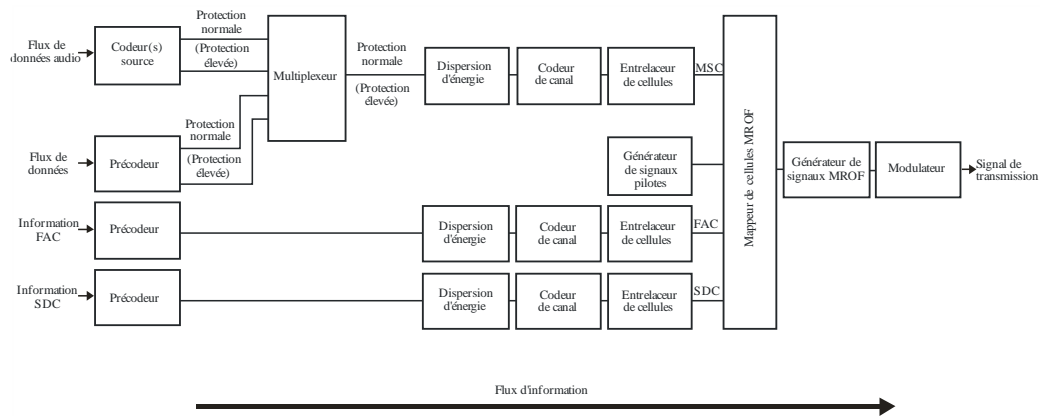 Flux de
données audio
Codeur(s)
source
Protection
normale
(Protection
élevée)
Multiplexeur
Protection
normale
(Protection
élevée)
Dispersion
d'énergie
Codeur
de canal
Entrelaceur
de cellules
MSC
Flux de
données
Précodeur
Protection
normale
(Protection
élevée)
Générateur
de signaux
pilotes
Mappeur de cellules MROF
Générateur de
signaux MROF
Modulateur
Signal de
transmission
Information
FAC
Précodeur
Dispersion
d'énergie
Codeur
de canal
Entrelaceur
de cellules
FAC
Information
SDC
Précodeur
Dispersion
d'énergie
Codeur
de canal
Entrelaceur
de cellules
SDC
Flux d'information